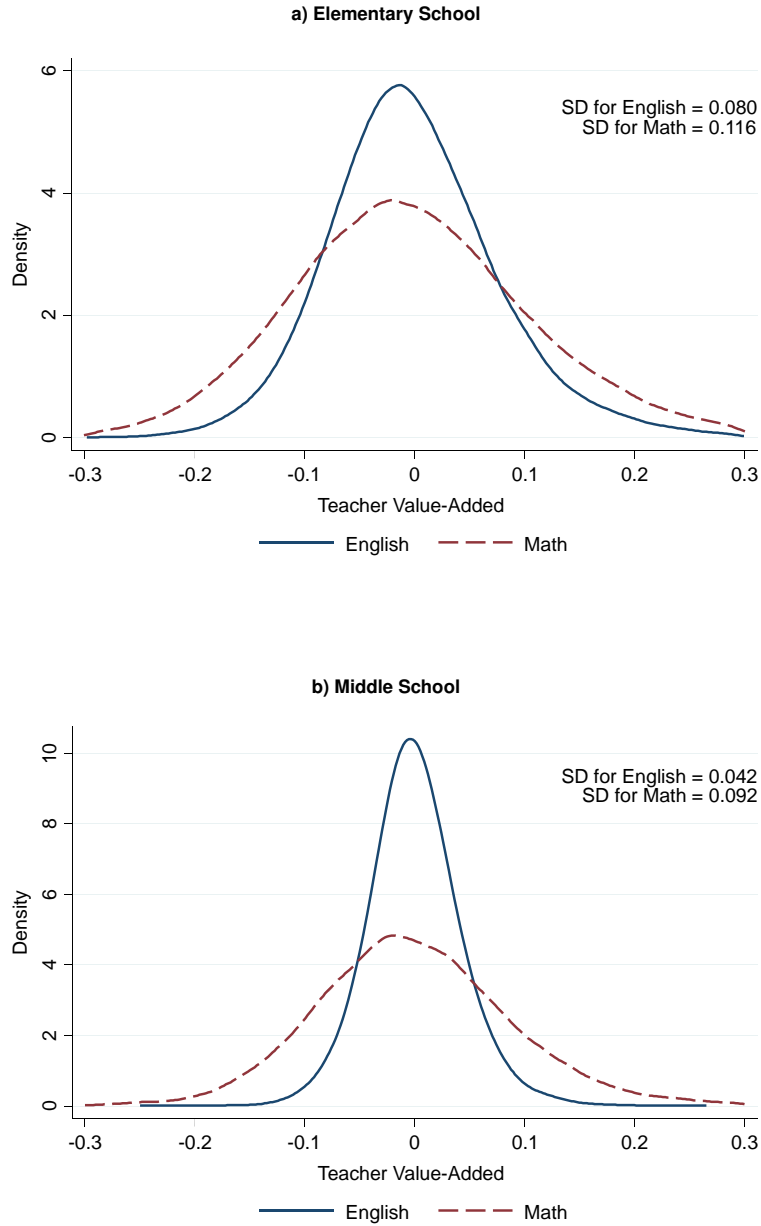 a) Elementary School
SD for English = 0.080
SD for Math = 0.116
Density
6
4
2
0
-0.3 -0.2 -0.1 0 0.1 0.2 0.3
Teacher Value-Added
English Math
b) Middle School
SD for English = 0.042
SD for Math = 0.092
Density
10
8
6
4
2
0
-0.3 -0.2 -0.1 0 0.1 0.2 0.3
Teacher Value-Added
English Math